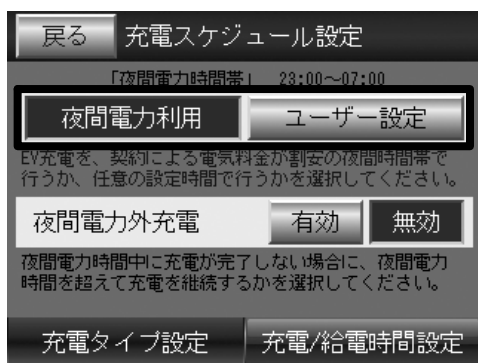 戻る 充電スケジュール設定
「夜間電力時間帯」 23:00~07:00
夜間電力利用 ユーザー設定
EV充電を、契約による電気料金が割安の夜間時間帯で
行うか、任意の設定時間で行うかを選択してください。
夜間電力外充電 有効 無効
夜間電力時間中に充電が完了しない場合に、夜間電力
時間を超えて充電を継続するかを選択してください。
充電タイプ設定 充電/給電時間設定